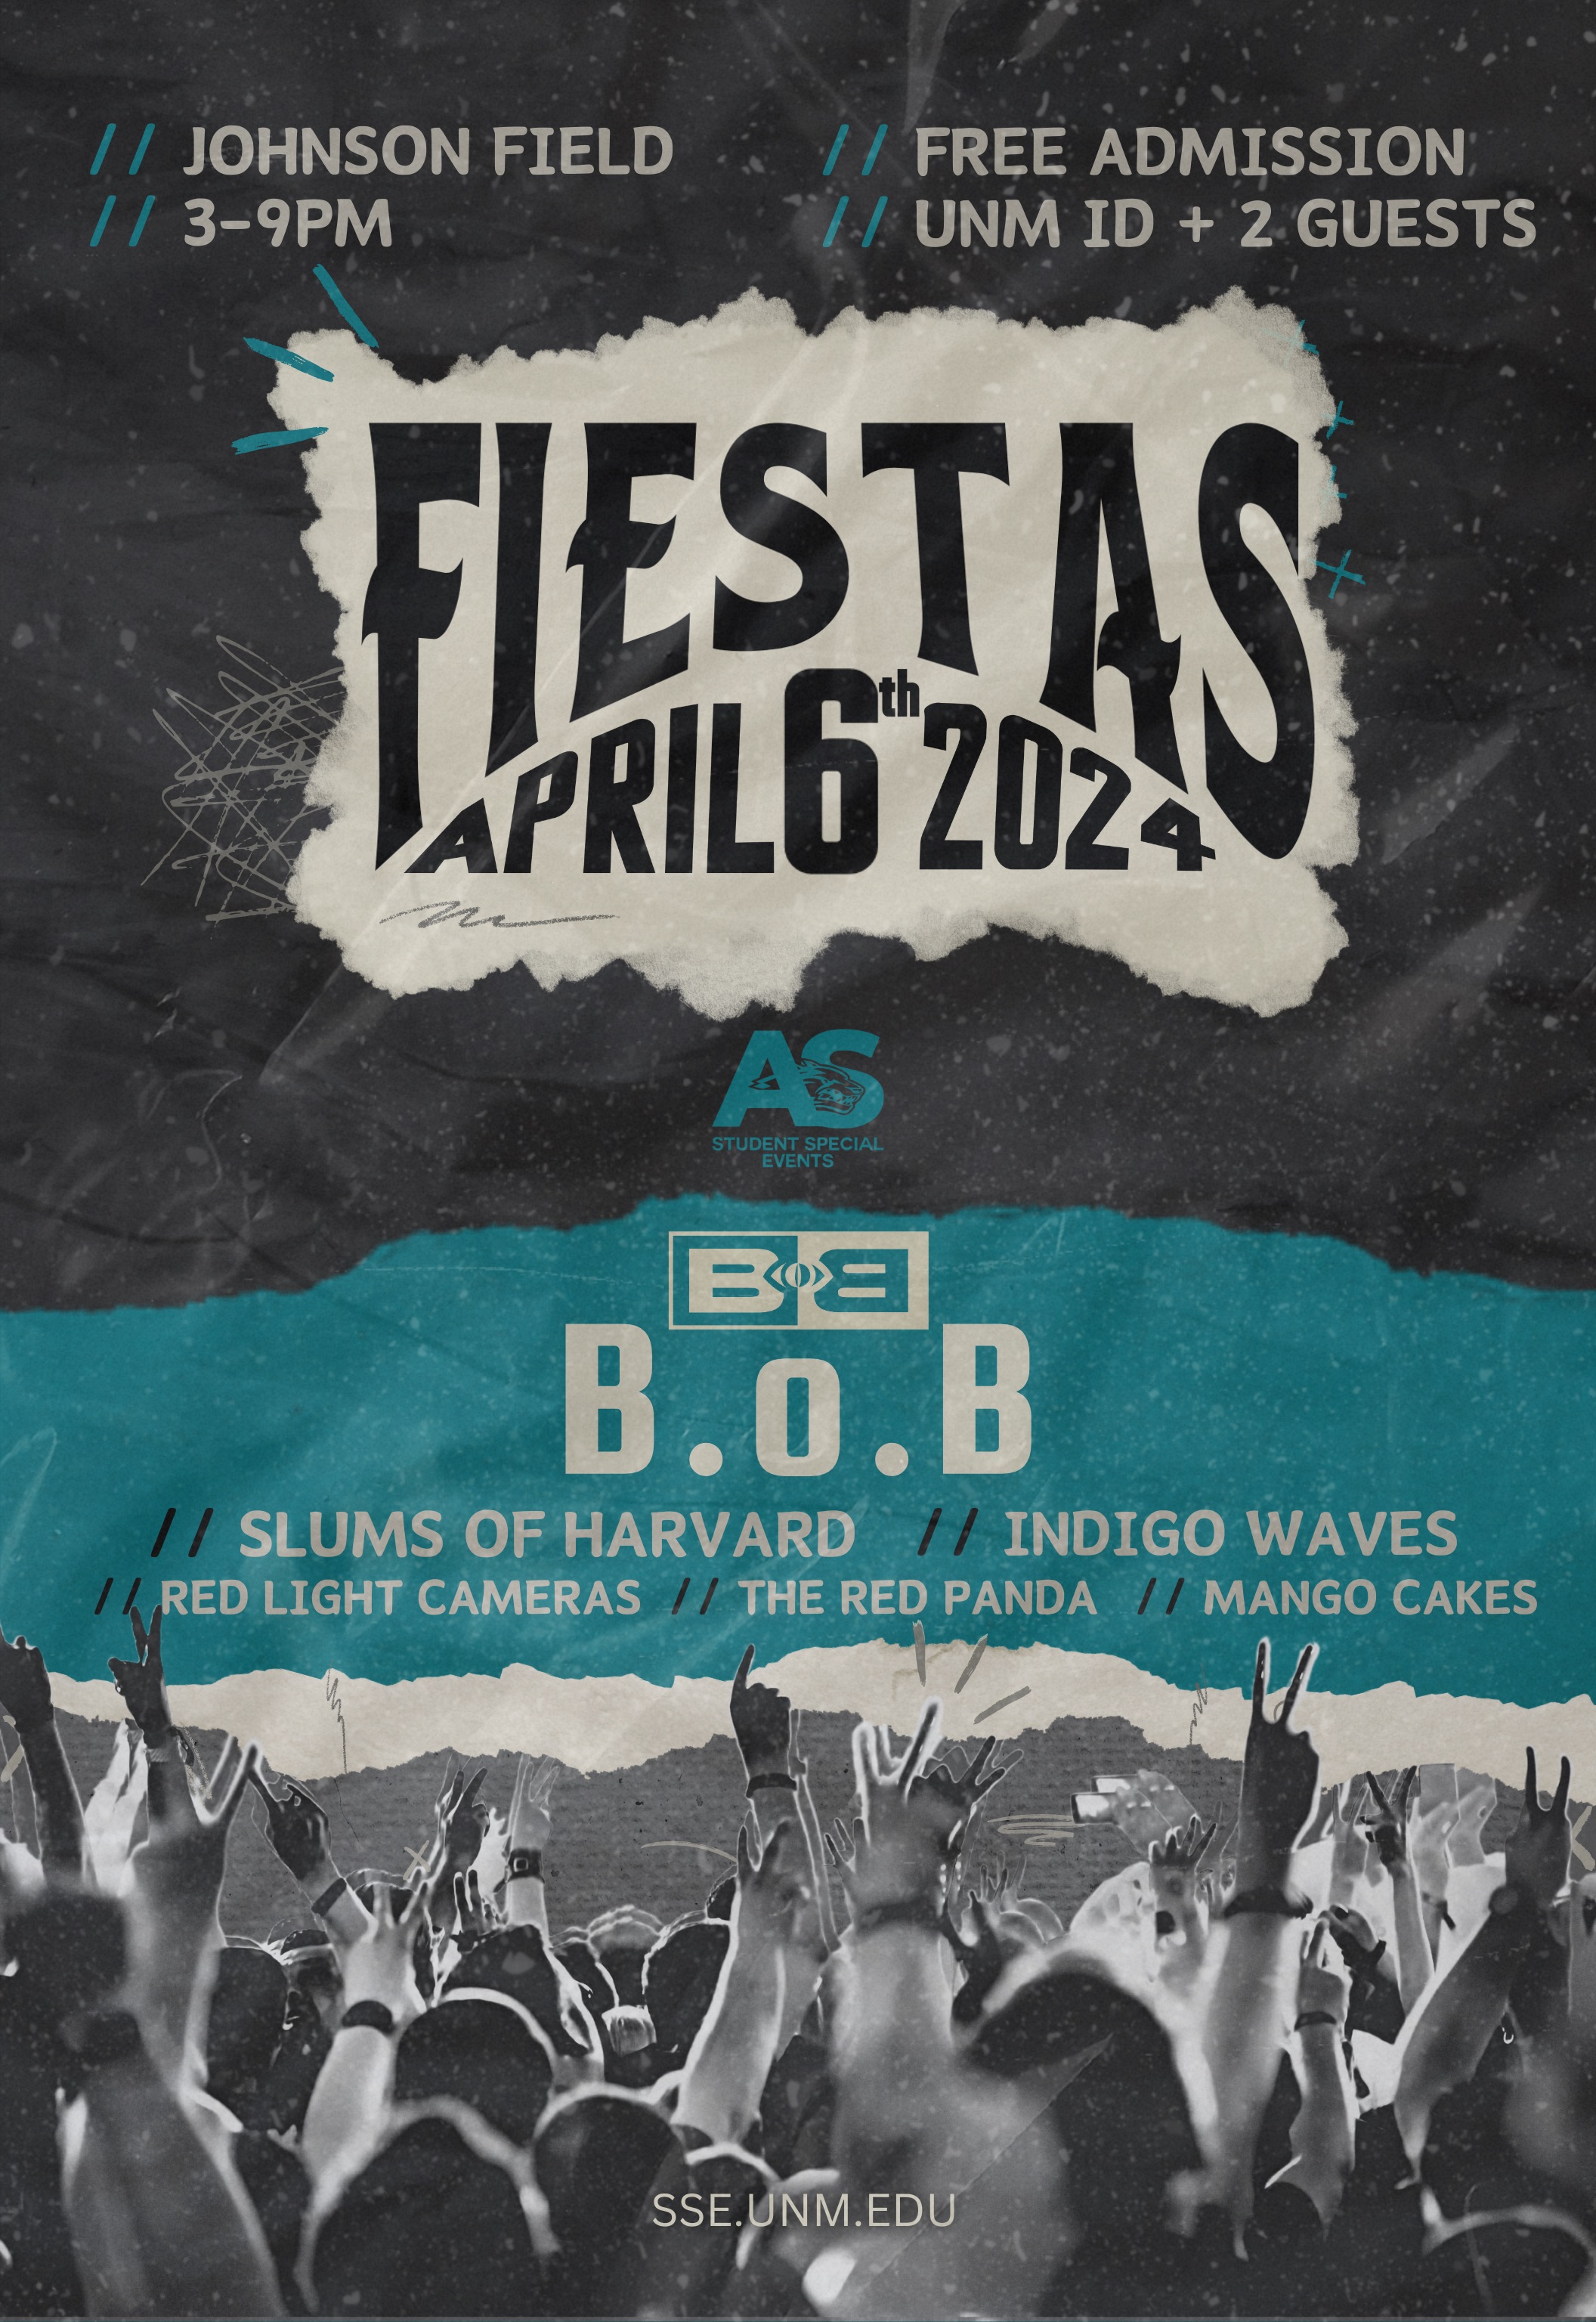 // JOHNSON FIELD
// 3-9PM
// FREE ADMISSION
// UNM ID + 2 GUESTS
FIESTAS
APRIL 6th 2024
AS
STUDENT SPECIAL
EVENTS
B.o.B
// SLUMS OF HARVARD // INDIGO WAVES
// RED LIGHT CAMERAS // THE RED PANDA // MANGO CAKES
SSE.UNM.EDU